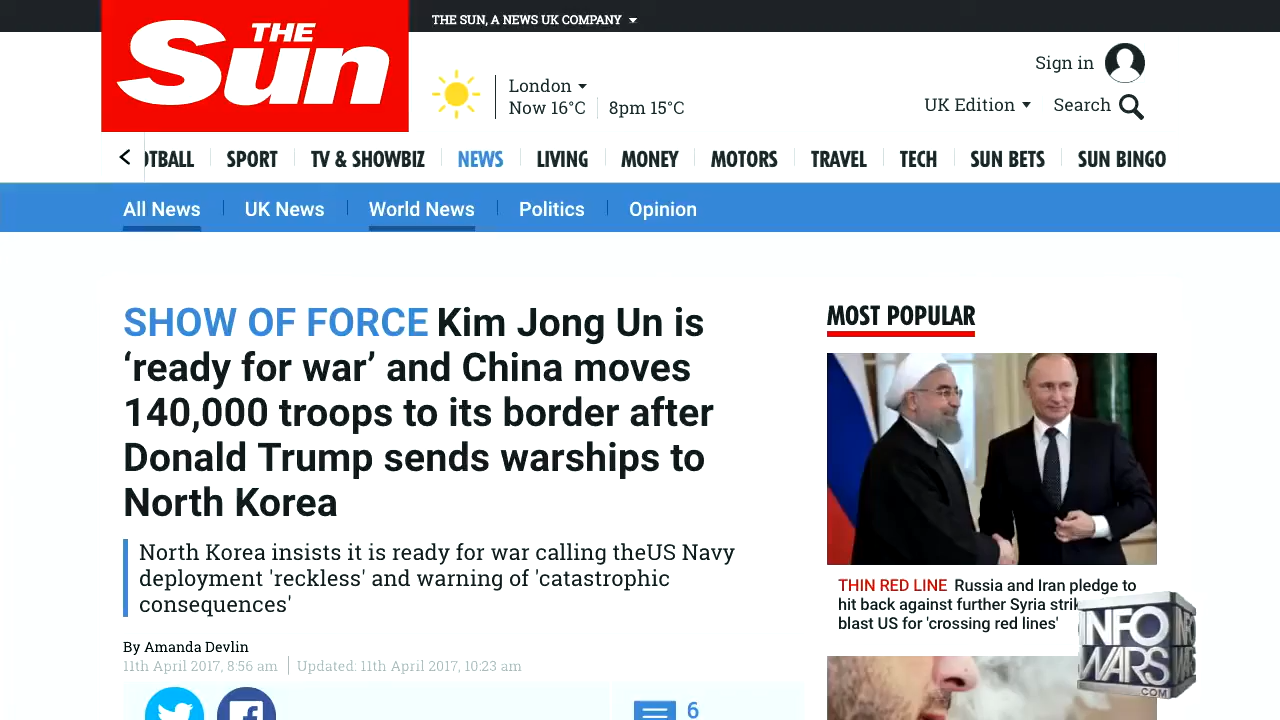 THE SUN, A NEWS UK COMPANY
THE
Sun
London
Now 16°C
8pm 15°C
Sign in
UK Edition
Search
OTBALL
SPORT
TV & SHOWBIZ
NEWS
LIVING
MONEY
MOTORS
TRAVEL
TECH
SUN BETS
SUN BINGO
All News
UK News
World News
Politics
Opinion
SHOW OF FORCE Kim Jong Un is
‘ready for war’ and China moves
140,000 troops to its border after
Donald Trump sends warships to
North Korea
North Korea insists it is ready for war calling theUS Navy
deployment 'reckless' and warning of 'catastrophic
consequences'
By Amanda Devlin
11th April 2017, 8:56 am
Updated: 11th April 2017, 10:23 am
6
MOST POPULAR
THIN RED LINE Russia and Iran pledge to
hit back against further Syria strik
blast US for 'crossing red lines'
INFO
WARS
.COM